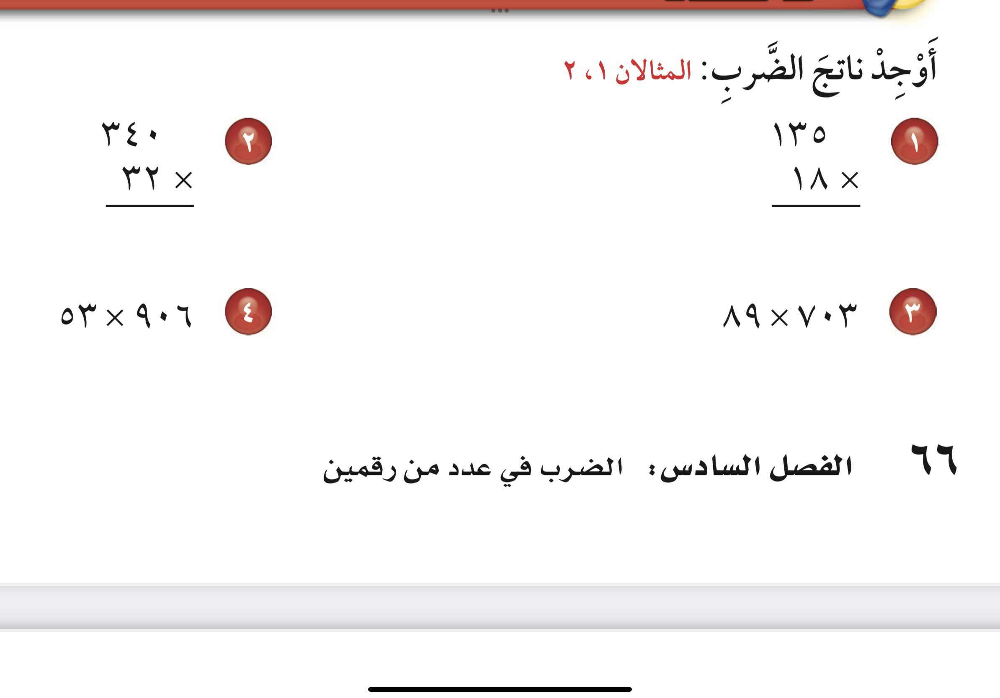 أَوْجِدْ ناتجَ الضَّربِ: المثالان ١، ٢
١
١٣٥
× ١٨
٢
٣٤٠
× ٣٢
٣
٧٠٣ × ٨٩
٤
٩٠٦ × ٥٣
٦٦ الفصل السادس: الضرب في عدد من رقمين